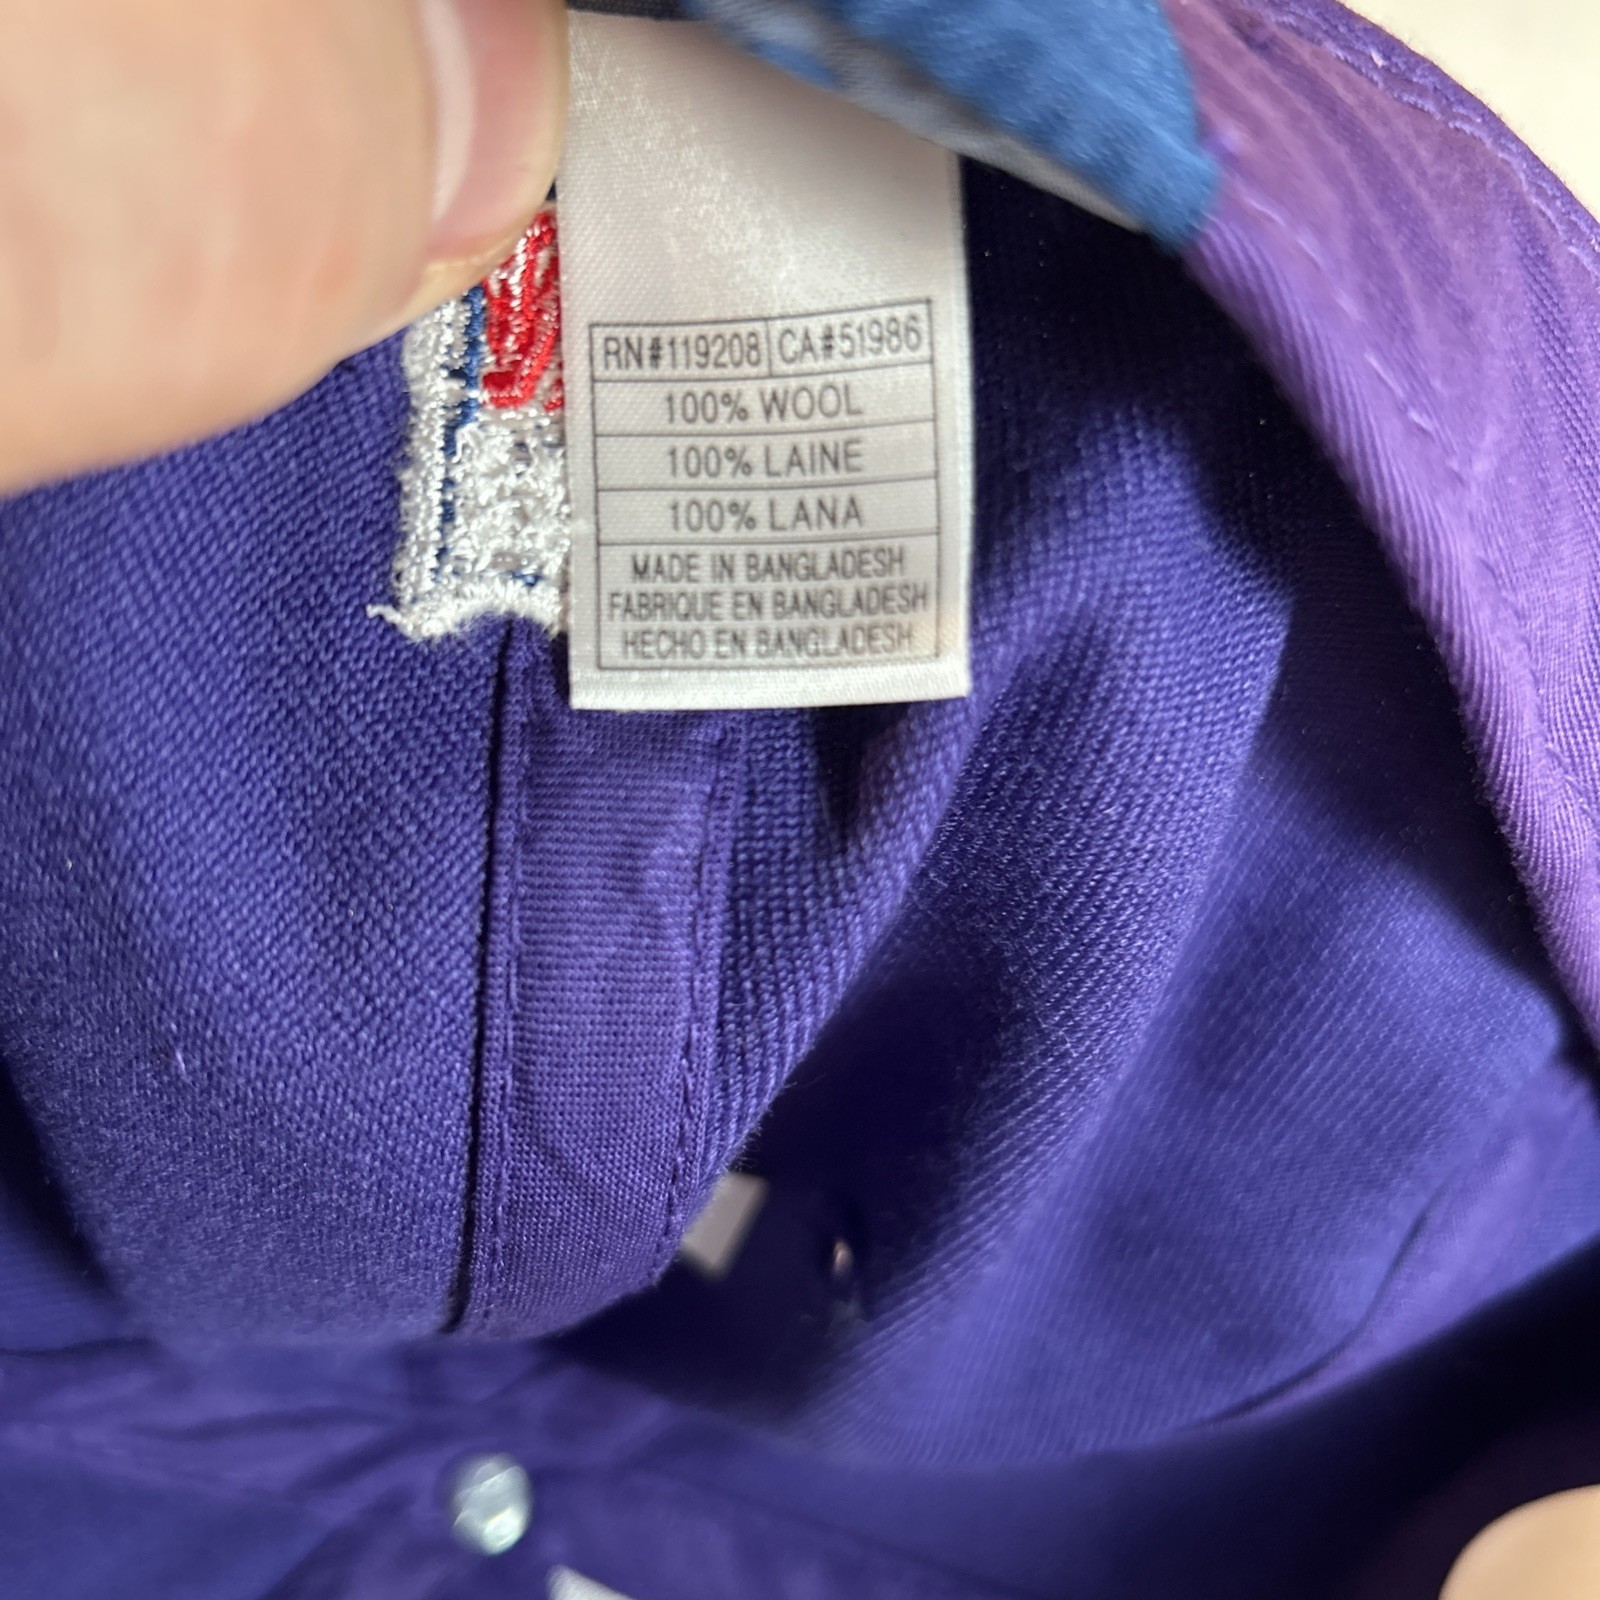 RN#119208 CA#51986
100% WOOL
100% LAINE
100% LANA
MADE IN BANGLADESH
FABRIQUE EN BANGLADESH
HECHO EN BANGLADESH